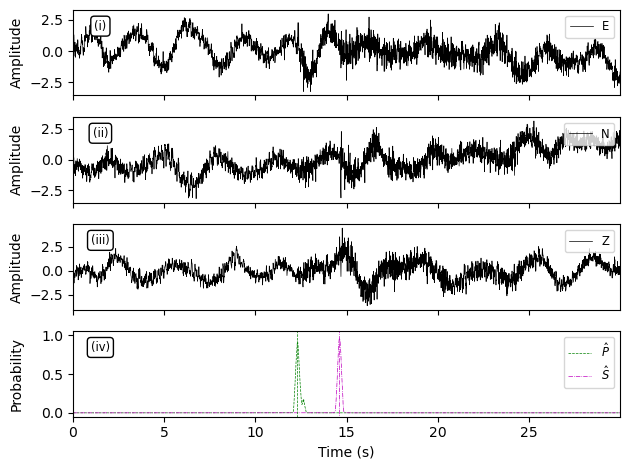 Amplitude
2.5
0.0
−2.5
(i)
E
Amplitude
2.5
0.0
−2.5
(ii)
N
Amplitude
2.5
0.0
−2.5
(iii)
Z
Probability
1.0
0.5
0.0
(iv)
P̂
Ŝ
0 5 10 15 20 25
Time (s)